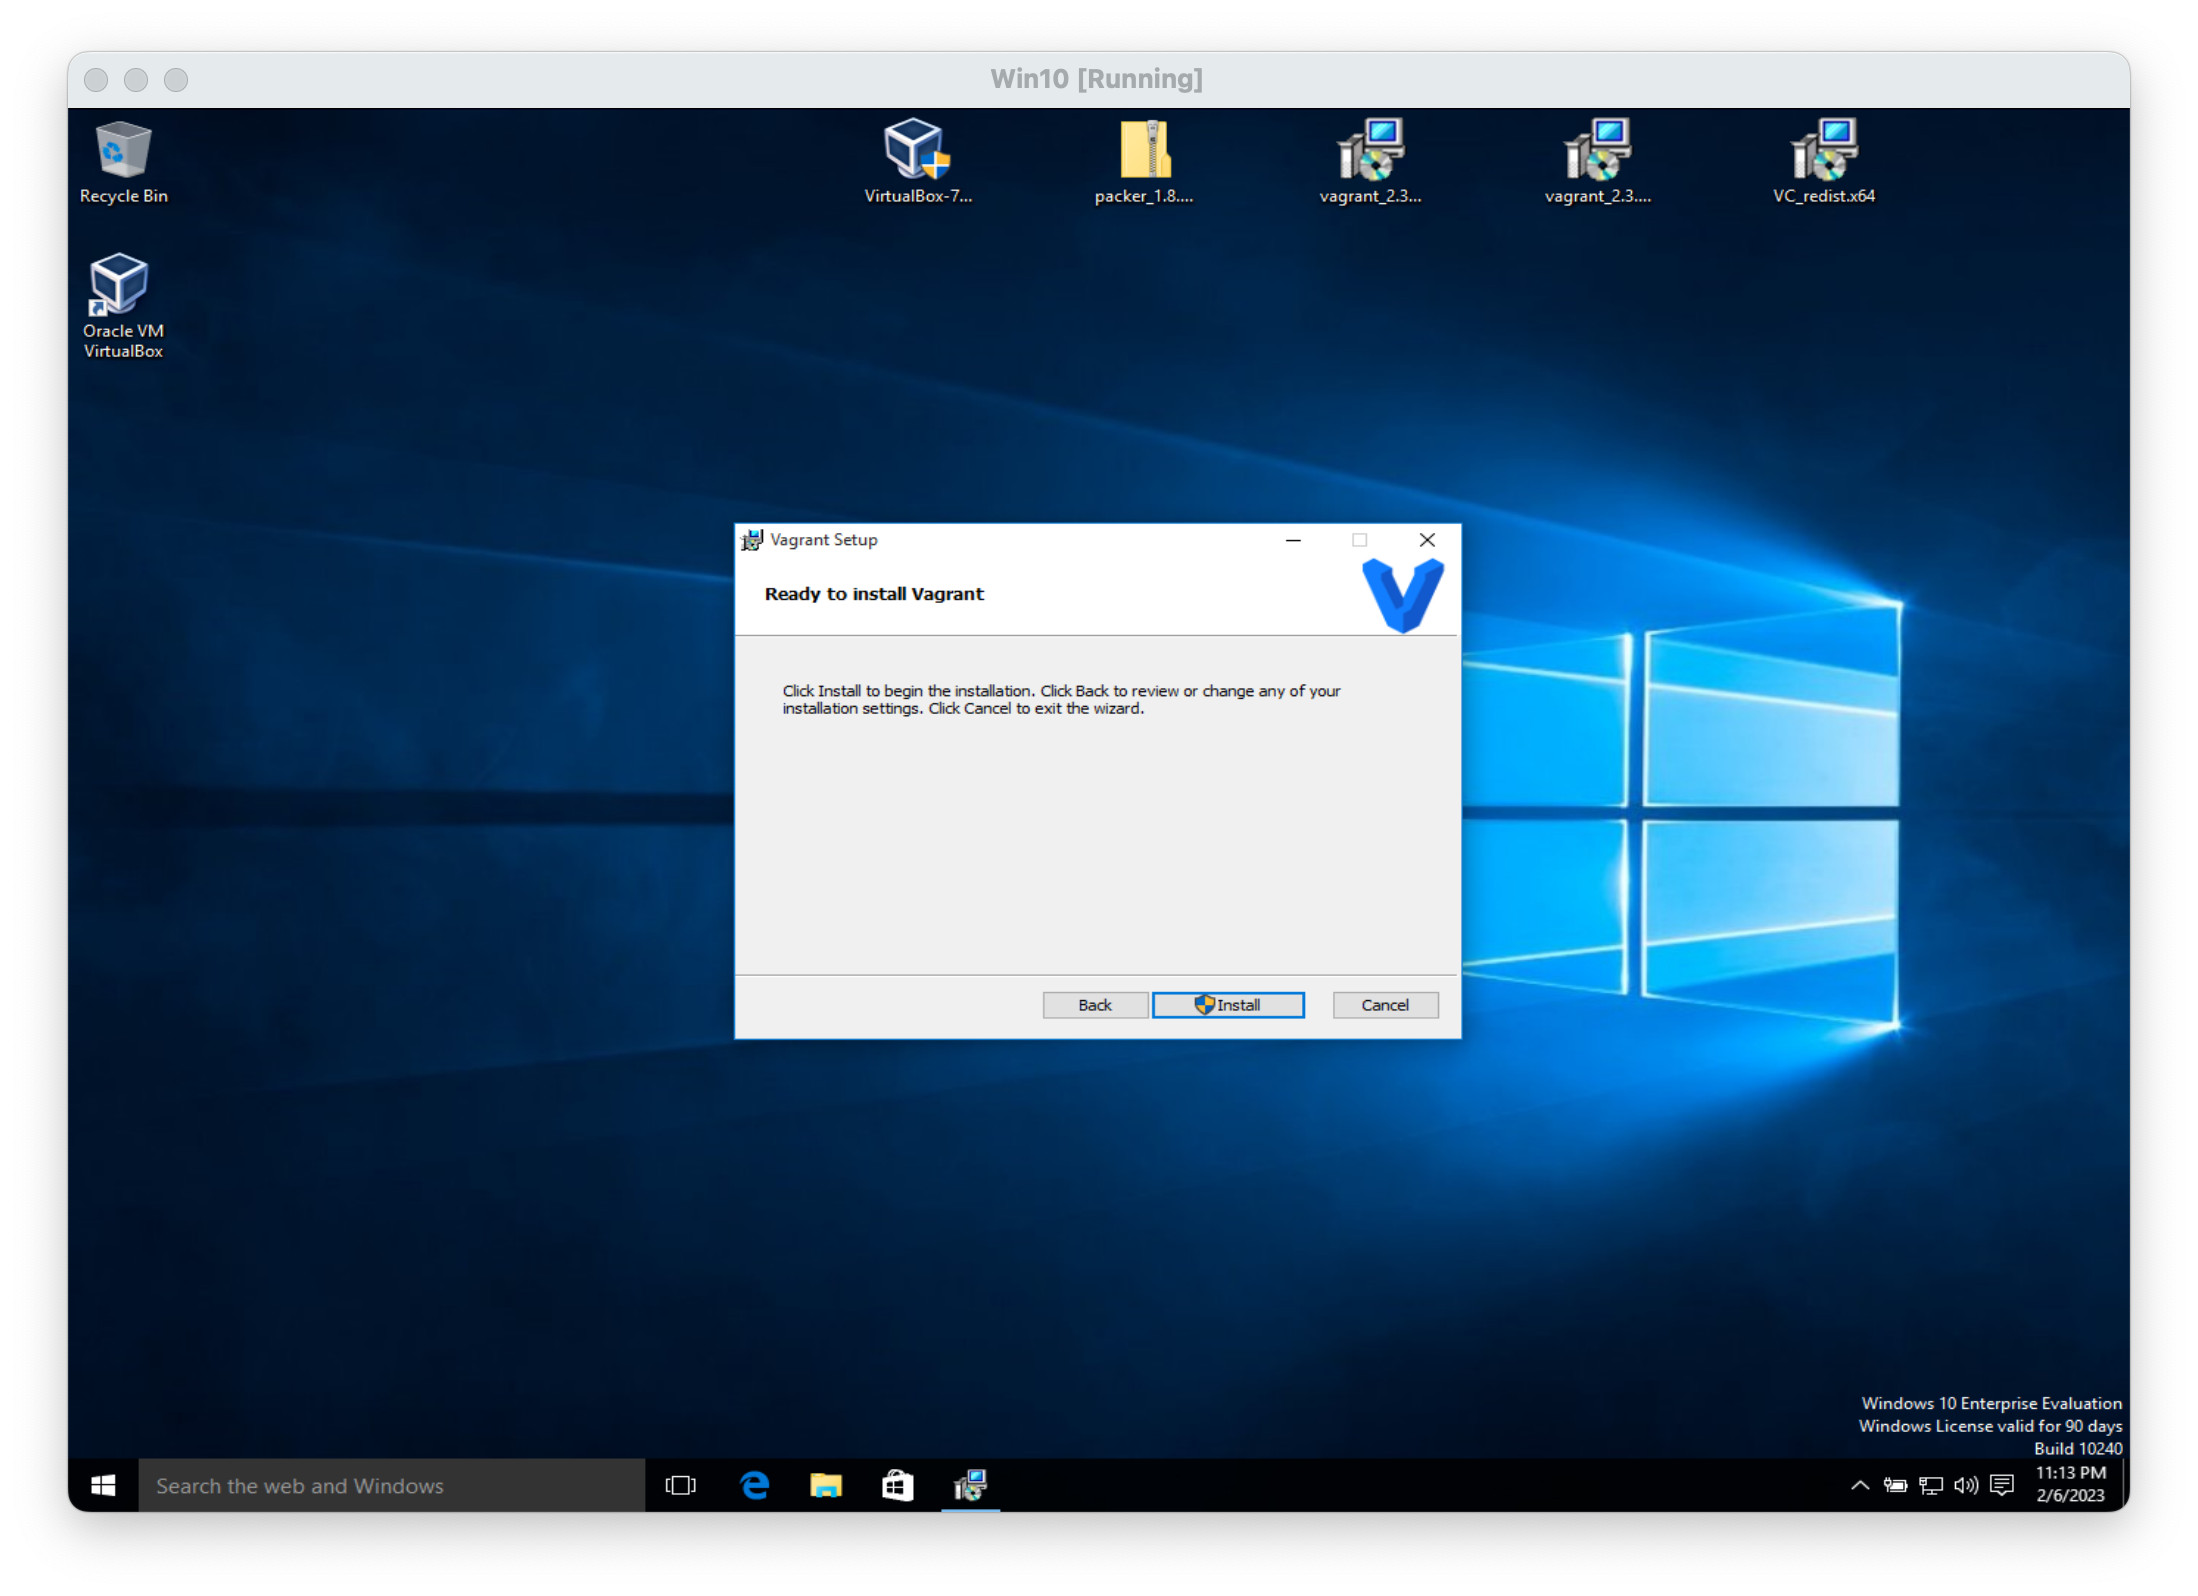 Win10 [Running]
Recycle Bin
VirtualBox-7...
packer_1.8....
vagrant_2.3...
vagrant_2.3....
VC_redist.x64
Oracle VM
VirtualBox
Vagrant Setup
Ready to install Vagrant
Click Install to begin the installation. Click Back to review or change any of your
installation settings. Click Cancel to exit the wizard.
Back
Install
Cancel
Windows 10 Enterprise Evaluation
Windows License valid for 90 days
Build 10240
Search the web and Windows
11:13 PM
2/6/2023